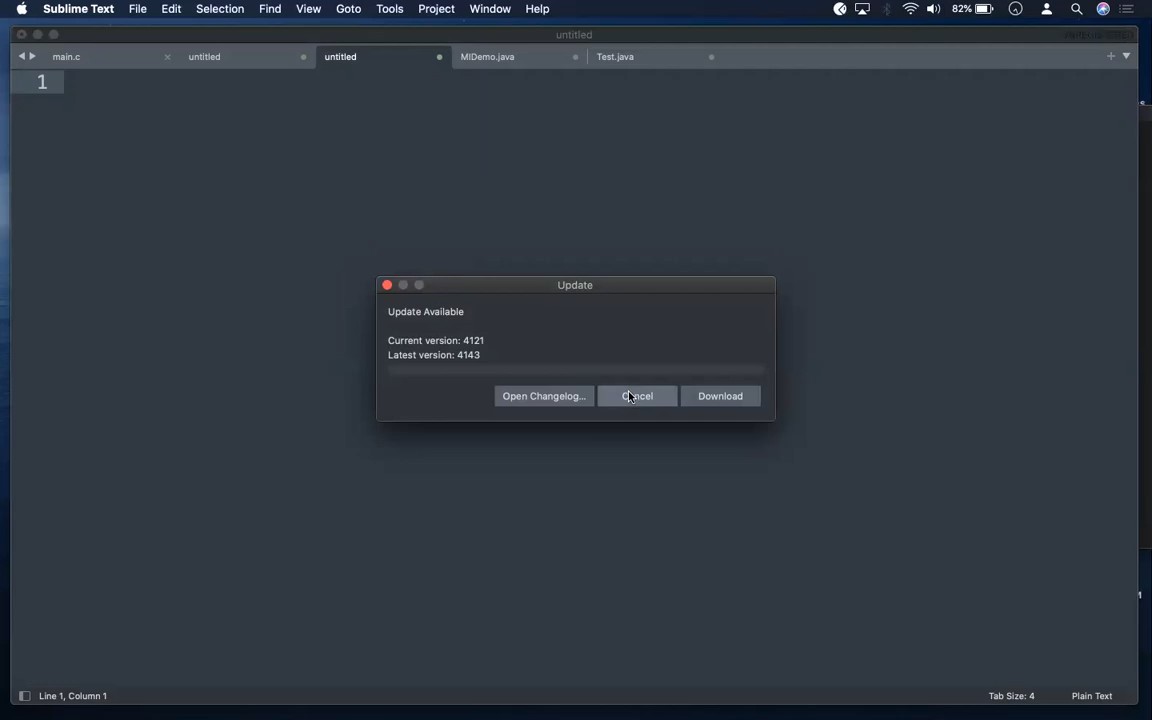 Sublime Text File Edit Selection Find View Goto Tools Project Window Help 82%
untitled
main.c untitled untitled MIDemo.java Test.java
1
Update
Update Available
Current version: 4121
Latest version: 4143
Open Changelog... Cancel Download
Line 1, Column 1 Tab Size: 4 Plain Text